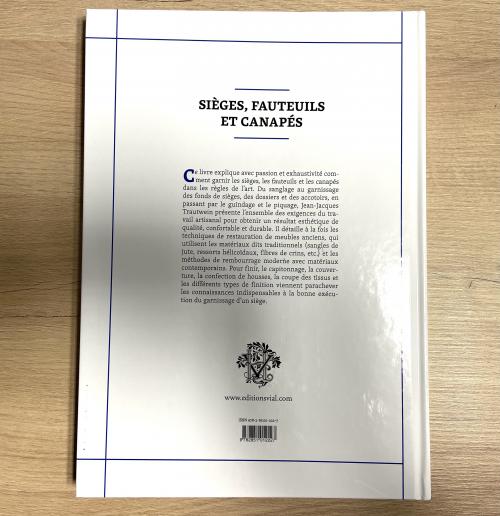 SIÈGES, FAUTEUILS
ET CANAPÉS
Ce livre explique avec passion et exhaustivité com-
ment garnir les sièges, les fauteuils et les canapés
dans les règles de l'art. Du sanglage au garnissage
des fonds de sièges, des dossiers et des accotoirs, en
passant par le guindage et le piquage, Jean-Jacques
Trautwein présente l'ensemble des exigences du tra-
vail artisanal pour obtenir un résultat esthétique de
qualité, confortable et durable. Il détaille à la fois les
techniques de restauration de meubles anciens, qui
utilisent les matériaux dits traditionnels (sangles de
jute, ressorts hélicoïdaux, fibres de crins, etc.) et les
méthodes de rembourrage moderne avec matériaux
contemporains. Pour finir, le capitonnage, la couver-
ture, la confection de housses, la coupe des tissus et
les différents types de finition viennent parachever
les connaissances indispensables à la bonne exécu-
tion du garnissage d'un siège.
www.editionsvial.com
ISBN